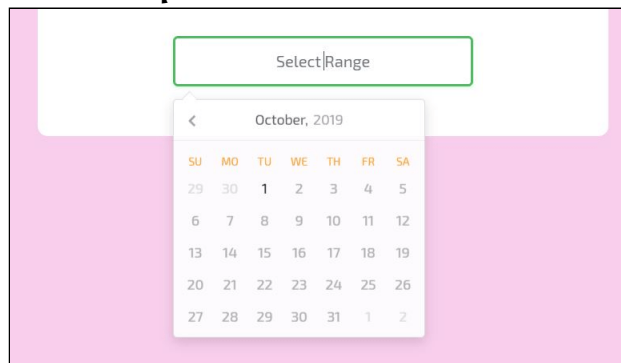 Select Range
< October, 2019
SU MO TU WE TH FR SA
29 30 1 2 3 4 5
6 7 8 9 10 11 12
13 14 15 16 17 18 19
20 21 22 23 24 25 26
27 28 29 30 31 1 2